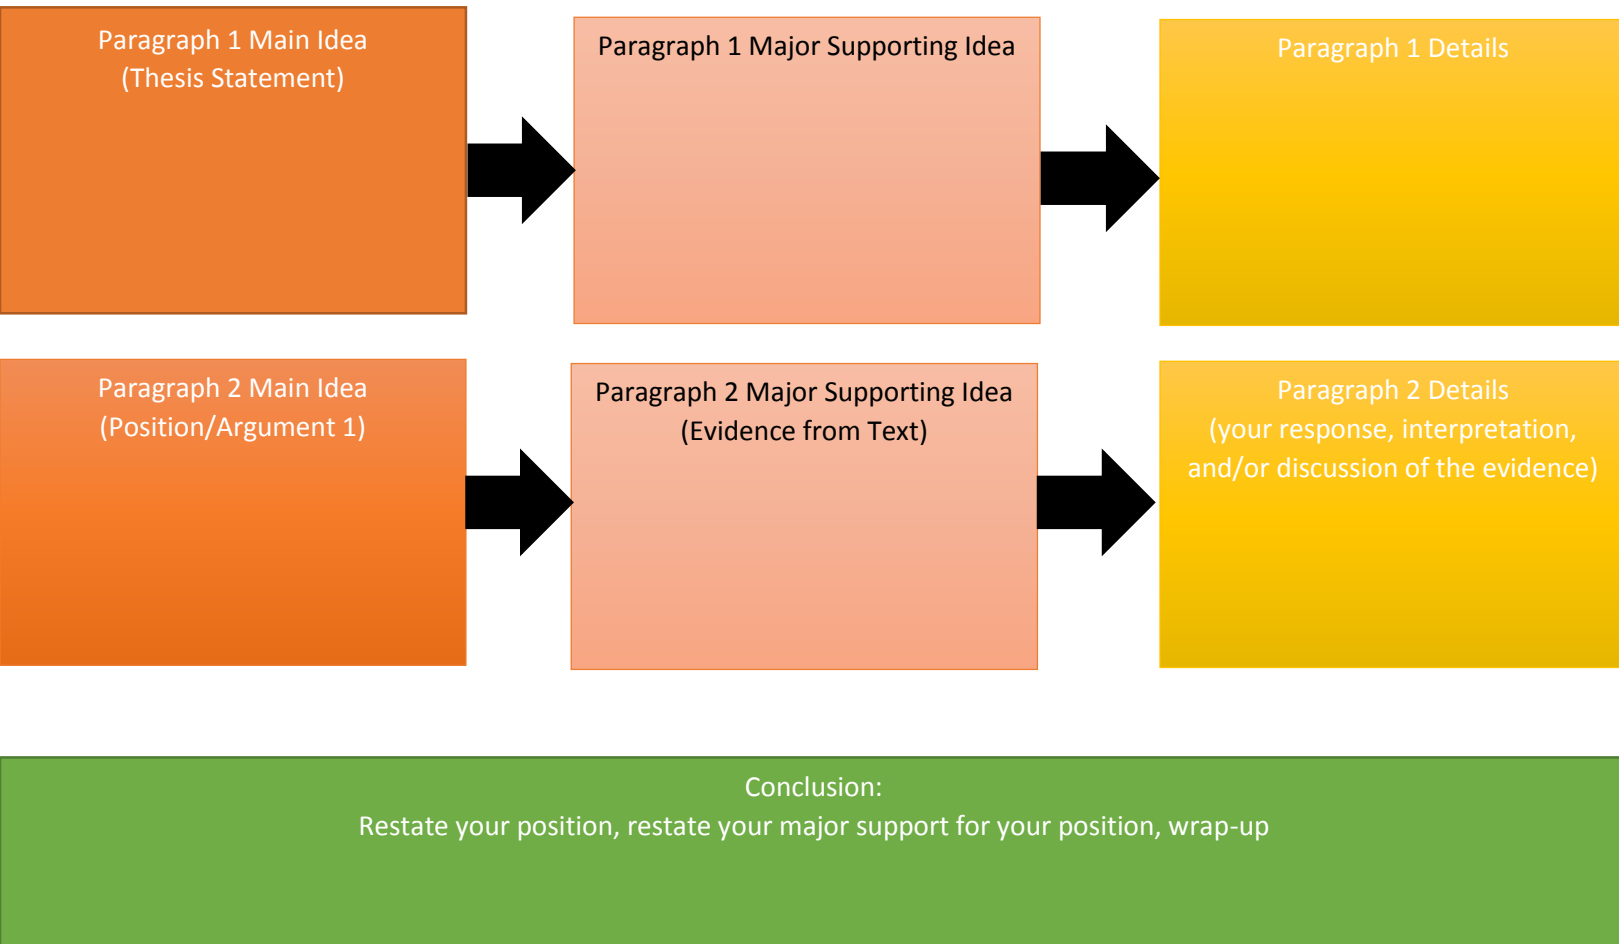 Paragraph 1 Main Idea
(Thesis Statement)
Paragraph 1 Major Supporting Idea
Paragraph 1 Details
Paragraph 2 Main Idea
(Position/Argument 1)
Paragraph 2 Major Supporting Idea
(Evidence from Text)
Paragraph 2 Details
(your response, interpretation,
and/or discussion of the evidence)
Conclusion:
Restate your position, restate your major support for your position, wrap-up